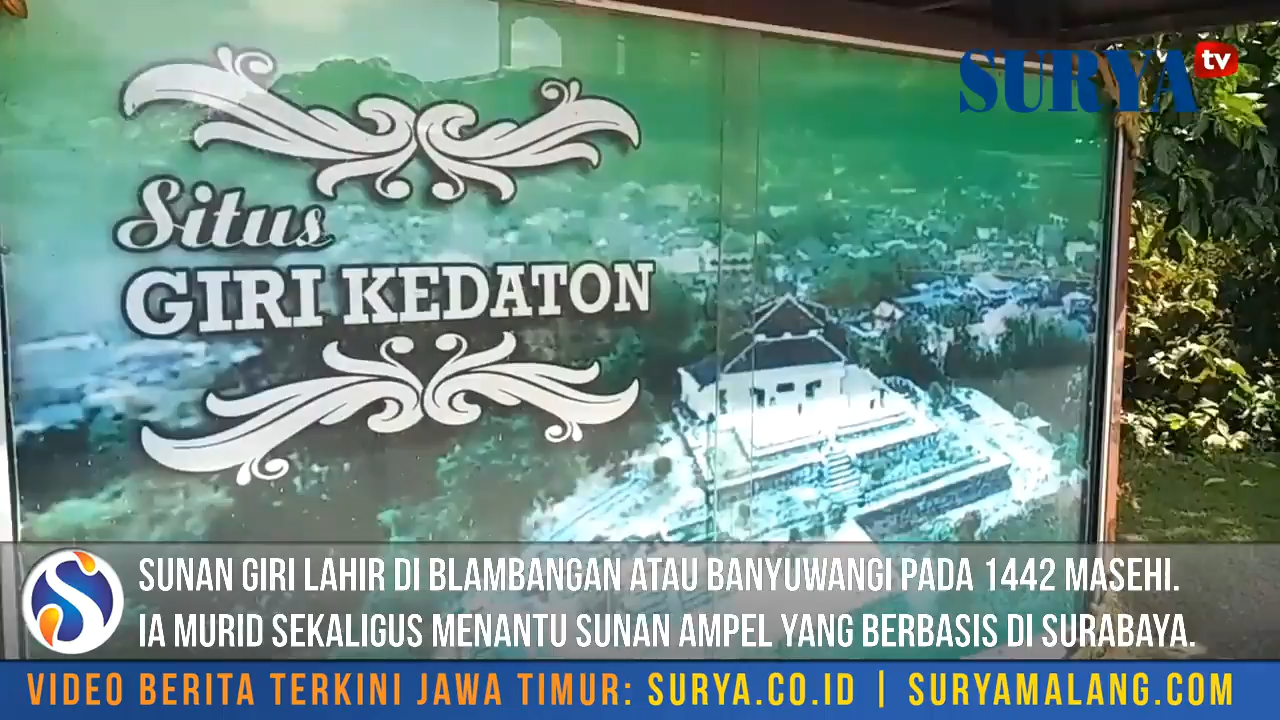 SURYA tv
Situs
GIRI KEDATON
SUNAN GIRI LAHIR DI BLAMBANGAN ATAU BANYUWANGI PADA 1442 MASEHI.
IA MURID SEKALIGUS MENANTU SUNAN AMPEL YANG BERBASIS DI SURABAYA.
VIDEO BERITA TERKINI JAWA TIMUR: SURYA.CO.ID | SURYAMALANG.COM